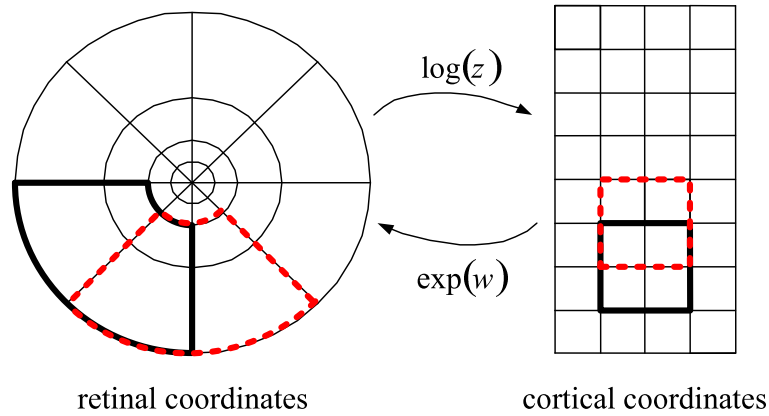 log(z)
exp(w)
retinal coordinates
cortical coordinates